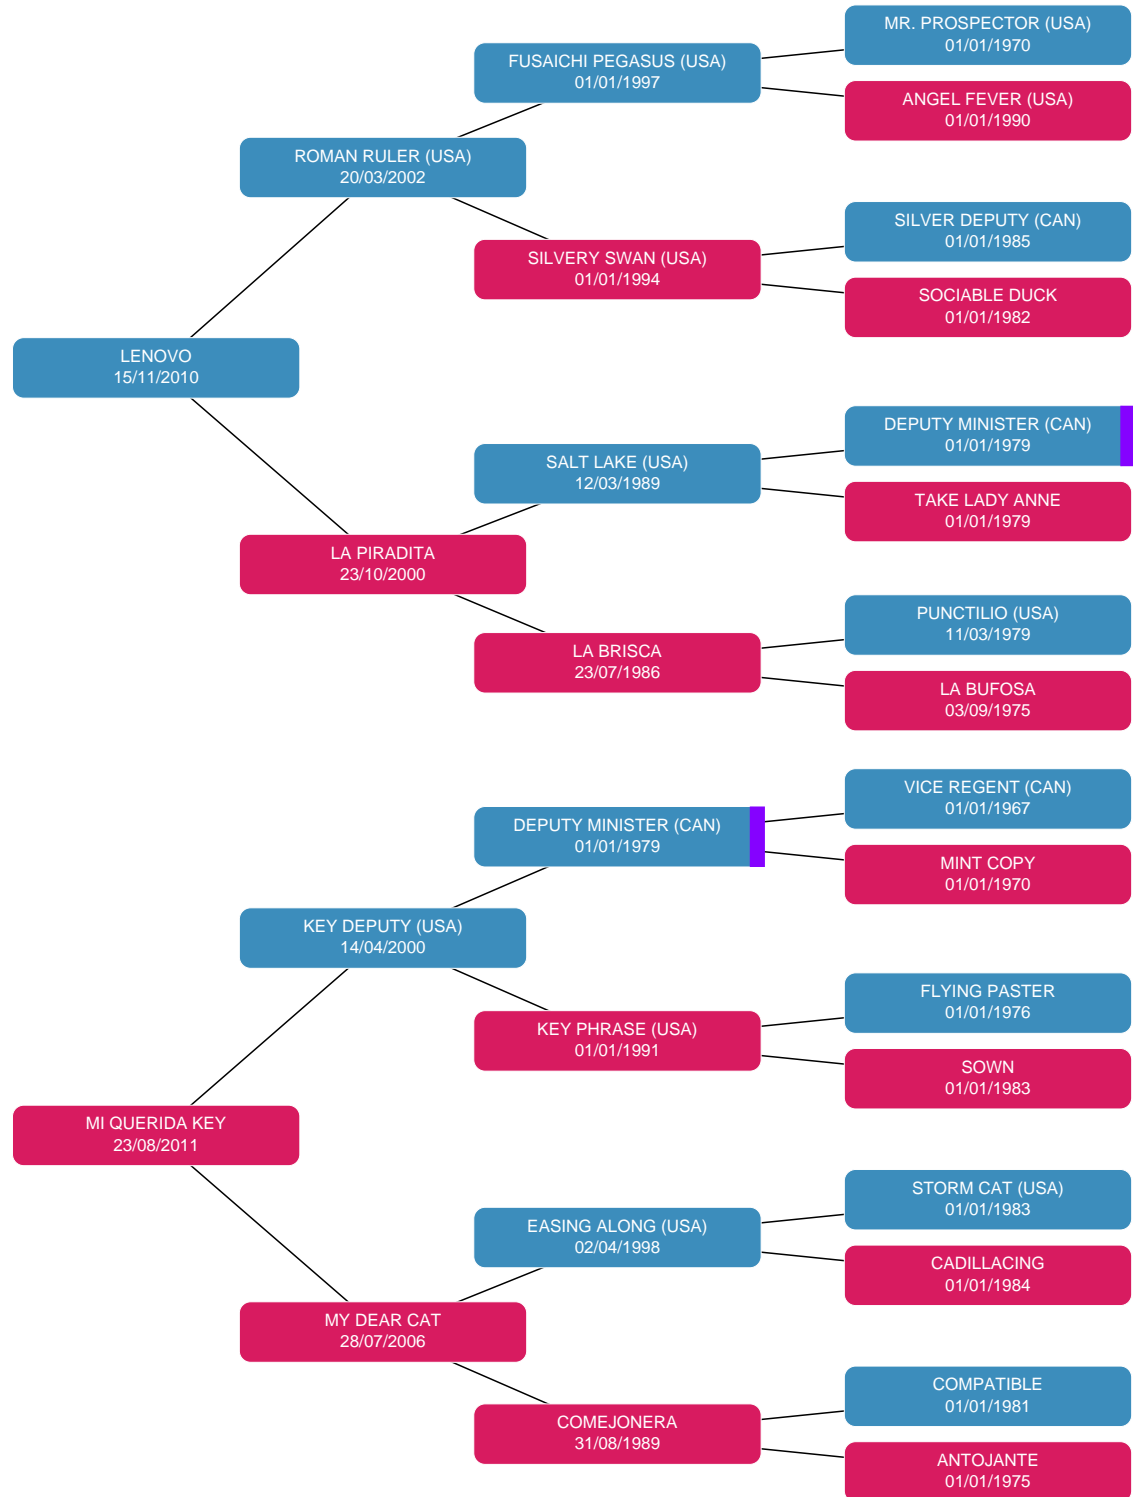 MR. PROSPECTOR (USA)
01/01/1970
FUSAICHI PEGASUS (USA)
01/01/1997
ANGEL FEVER (USA)
01/01/1990
ROMAN RULER (USA)
20/03/2002
SILVER DEPUTY (CAN)
01/01/1985
SILVERY SWAN (USA)
01/01/1994
SOCIABLE DUCK
01/01/1982
LENOVO
15/11/2010
DEPUTY MINISTER (CAN)
01/01/1979
SALT LAKE (USA)
12/03/1989
TAKE LADY ANNE
01/01/1979
LA PIRADITA
23/10/2000
PUNCTILIO (USA)
11/03/1979
LA BRISCA
23/07/1986
LA BUFOSA
03/09/1975
VICE REGENT (CAN)
01/01/1967
DEPUTY MINISTER (CAN)
01/01/1979
MINT COPY
01/01/1970
KEY DEPUTY (USA)
14/04/2000
FLYING PASTER
01/01/1976
KEY PHRASE (USA)
01/01/1991
SOWN
01/01/1983
MI QUERIDA KEY
23/08/2011
STORM CAT (USA)
01/01/1983
EASING ALONG (USA)
02/04/1998
CADILLACING
01/01/1984
MY DEAR CAT
28/07/2006
COMPATIBLE
01/01/1981
COMEJONERA
31/08/1989
ANTOJANTE
01/01/1975